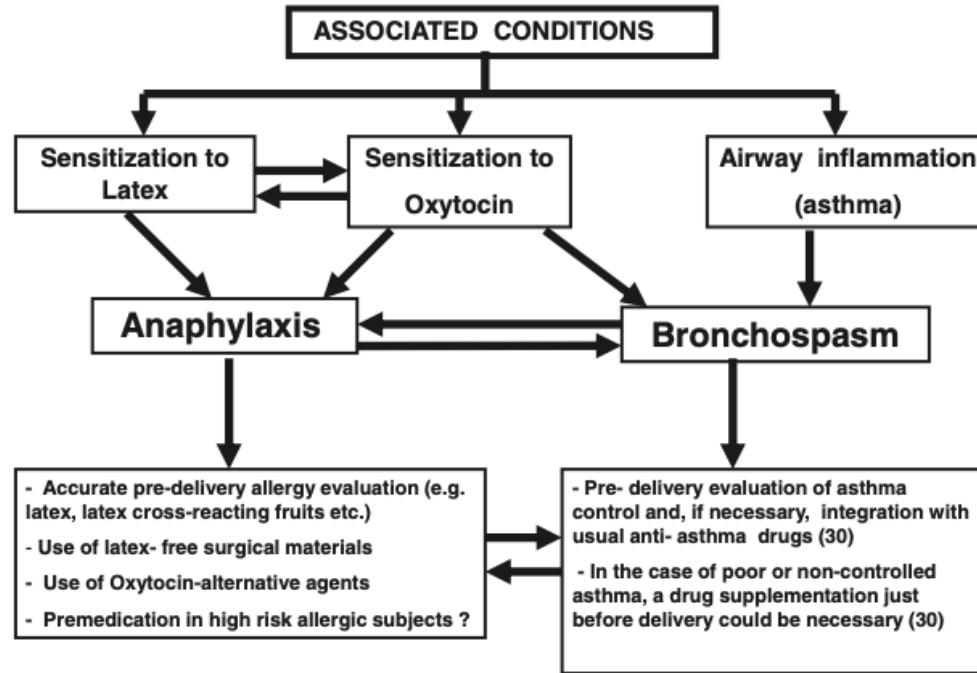 ASSOCIATED CONDITIONS
Sensitization to
Latex
Sensitization to
Oxytocin
Airway inflammation
(asthma)
Anaphylaxis
Bronchospasm
- Accurate pre-delivery allergy evaluation (e.g.
latex, latex cross-reacting fruits etc.)
- Use of latex- free surgical materials
- Use of Oxytocin-alternative agents
- Premedication in high risk allergic subjects ?
- Pre- delivery evaluation of asthma
control and, if necessary, integration with
usual anti- asthma drugs (30)
- In the case of poor or non-controlled
asthma, a drug supplementation just
before delivery could be necessary (30)